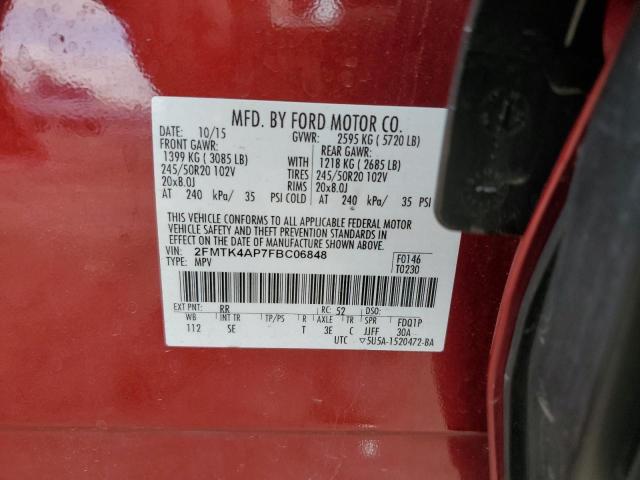 MFD. BY FORD MOTOR CO.
DATE: 10/15 GVWR: 2595 KG ( 5720 LB)
FRONT GAWR: REAR GAWR:
1399 KG ( 3085 LB) WITH 1218 KG ( 2685 LB)
245/50R20 102V TIRES 245/50R20 102V
20x8.0J RIMS 20x8.0J
AT 240 kPa/ 35 PSI COLD AT 240 kPa/ 35 PSI
THIS VEHICLE CONFORMS TO ALL APPLICABLE FEDERAL MOTOR
VEHICLE SAFETY AND THEFT PREVENTION STANDARDS IN EFFECT
ON THE DATE OF MANUFACTURE SHOWN ABOVE.
VIN: 2FMTK4AP7FBC06848 F0146
TYPE: MPV T0230
EXT PNT: RR RC: 52 DSO:
WB INT TR TP/PS R AXLE TR SPR FDQ1P
112 SE T 3E C JJFF 30A
UTC ▽5U5A-1520472-BA